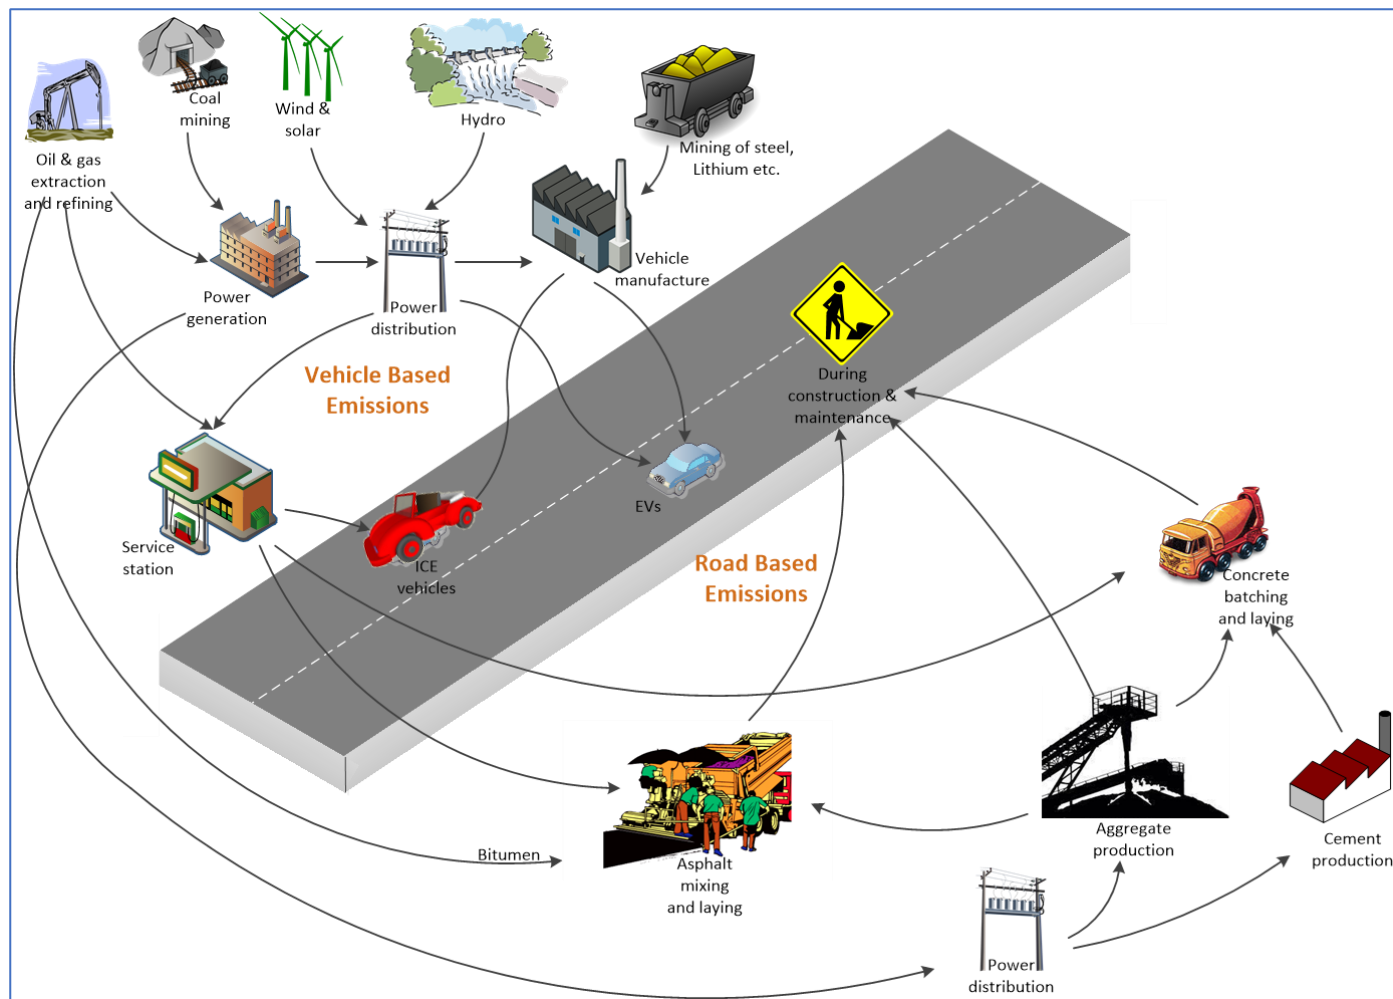 Coal
mining
Wind &
solar
Hydro
Mining of steel,
Lithium etc.
Oil & gas
extraction
and refining
Vehicle
manufacture
Power
generation
Power
distribution
Vehicle Based
Emissions
During
construction &
maintenance
EVs
Service
station
ICE
vehicles
Road Based
Emissions
Concrete
batching
and laying
Bitumen
Asphalt
mixing
and laying
Aggregate
production
Cement
production
Power
distribution